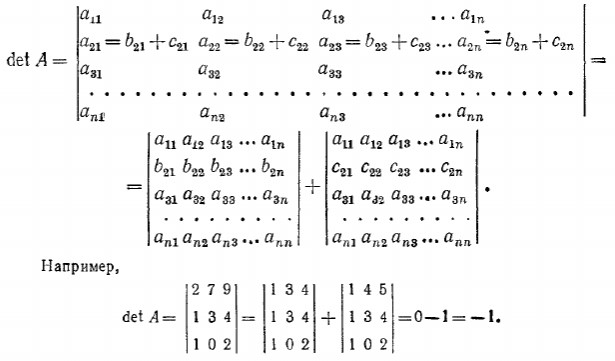 a₁₁ a₁₂ a₁₃ ... a₁ₙ
det A = a₂₁ = b₂₁ + c₂₁ a₂₂ = b₂₂ + c₂₂ a₂₃ = b₂₃ + c₂₃ ... a₂ₙ = b₂ₙ + c₂ₙ =
a₃₁ a₃₂ a₃₃ ... a₃ₙ
. . . . . . . . . . . . . . . . . . . . . . . . . . . . . .
aₙ₁ aₙ₂ aₙ₃ ... aₙₙ
a₁₁ a₁₂ a₁₃ ... a₁ₙ a₁₁ a₁₂ a₁₃ ... a₁ₙ
b₂₁ b₂₂ b₂₃ ... b₂ₙ c₂₁ c₂₂ c₂₃ ... c₂ₙ
= a₃₁ a₃₂ a₃₃ ... a₃ₙ + a₃₁ a₃₂ a₃₃ ... a₃ₙ .
. . . . . . . . . . . . . . . . . .
aₙ₁ aₙ₂ aₙ₃ ... aₙₙ aₙ₁ aₙ₂ aₙ₃ ... aₙₙ
Например,
|2 7 9| |1 3 4| |1 4 5|
det A = |1 3 4| = |1 3 4| + |1 3 4| = 0 — 1 = — 1.
|1 0 2| |1 0 2| |1 0 2|